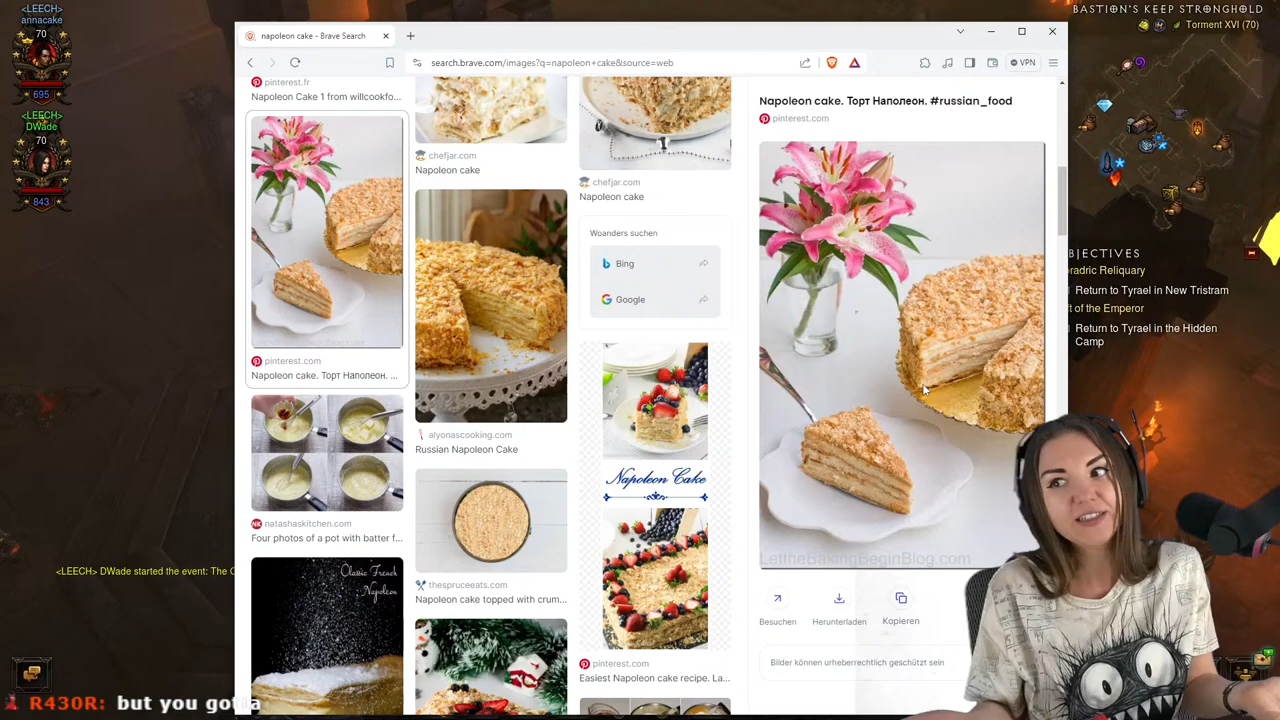 <LEECH>
annacake
70
695
DWade
70
843
BASTION'S KEEP STRONGHOLD
Torment XVI (70)
napoleon cake - Brave Search
search.brave.com/images?q=napoleon+cake&source=web
VPN
pinterest.fr
Napoleon Cake 1 from willcookfo...
pinterest.com
Napoleon cake. Торт Наполеон. ...
natashaskitchen.com
Four photos of a pot with batter f...
Classic French
Napoleon
chefjar.com
Napoleon cake
alyonascooking.com
Russian Napoleon Cake
thespruceeats.com
Napoleon cake topped with crum...
chefjar.com
Napoleon cake
Woanders suchen
Bing
Google
Napoleon Cake
pinterest.com
Easiest Napoleon cake recipe. La...
Napoleon cake. Торт Наполеон. #russian_food
pinterest.com
LettheBakingBeginBlog.com
Besuchen
Herunterladen
Kopieren
Bilder können urheberrechtlich geschützt sein
BJECTIVES
oradric Reliquary
Return to Tyrael in New Tristram
ft of the Emperor
Return to Tyrael in the Hidden
Camp
<LEECH> DWade started the event: The C
R430R: but you gotta